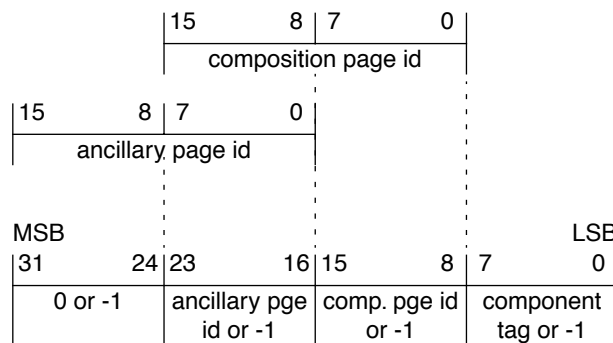 15 8 7 0
composition page id
15 8 7 0
ancillary page id
MSB LSB
31 24 23 16 15 8 7 0
0 or -1 ancillary pge comp. pge id component
id or -1 or -1 tag or -1